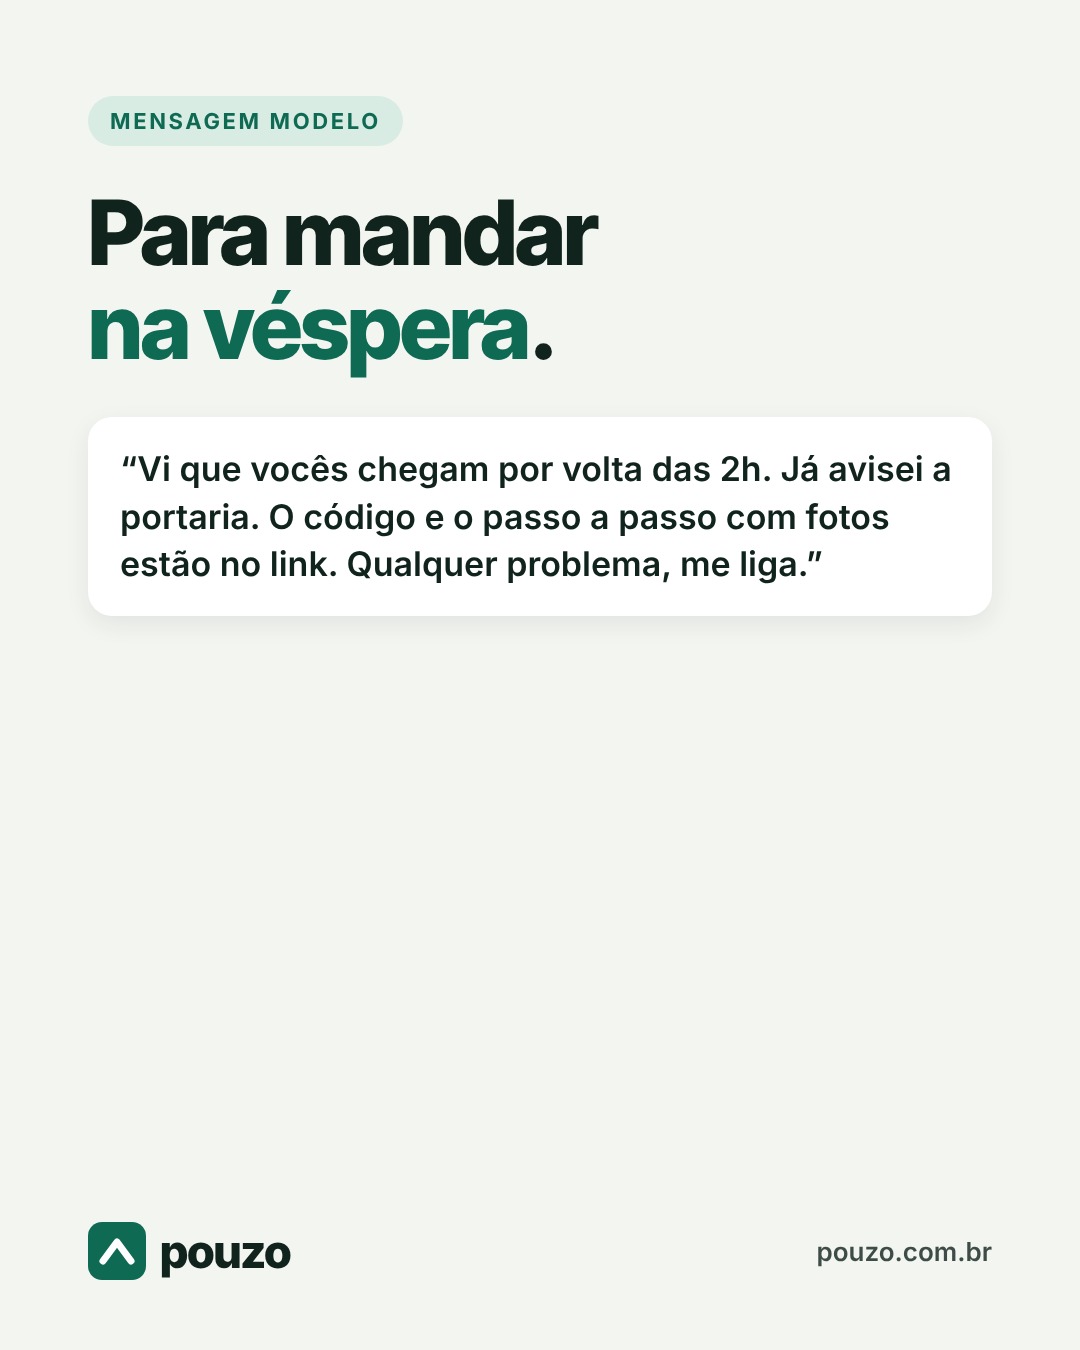 MENSAGEM MODELO
Para mandar
na véspera.
“Vi que vocês chegam por volta das 2h. Já avisei a
portaria. O código e o passo a passo com fotos
estão no link. Qualquer problema, me liga.”
pouzo
pouzo.com.br